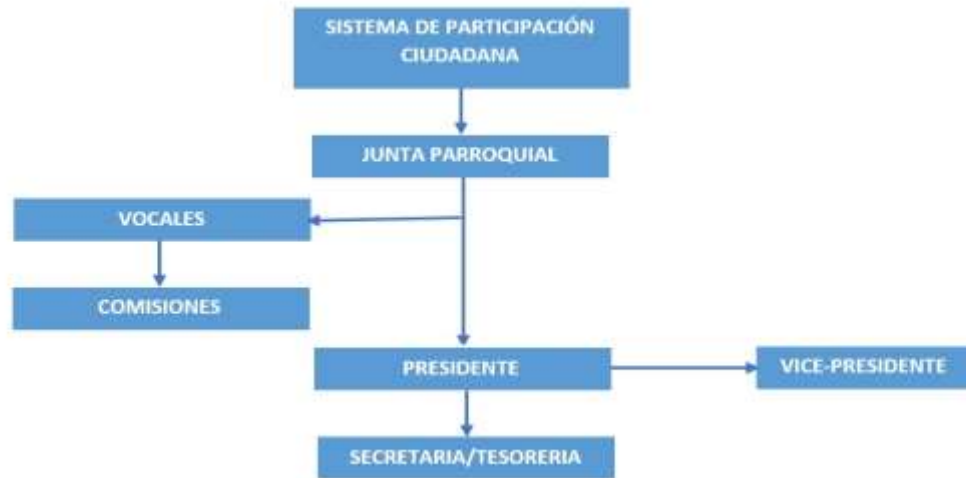 SISTEMA DE PARTICIPACIÓN
CIUDADANA
JUNTA PARROQUIAL
VOCALES
COMISIONES
PRESIDENTE
VICE-PRESIDENTE
SECRETARIA/TESORERIA